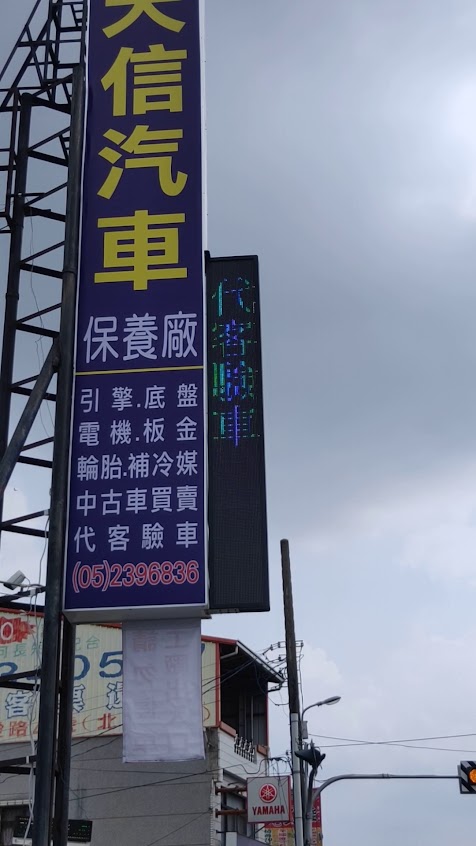 信汽車
保養廠
引擎.底盤
電機.板金
輪胎.補冷媒
中古車買賣
代客驗車
(05)2396836
代客驗車
YAMAHA